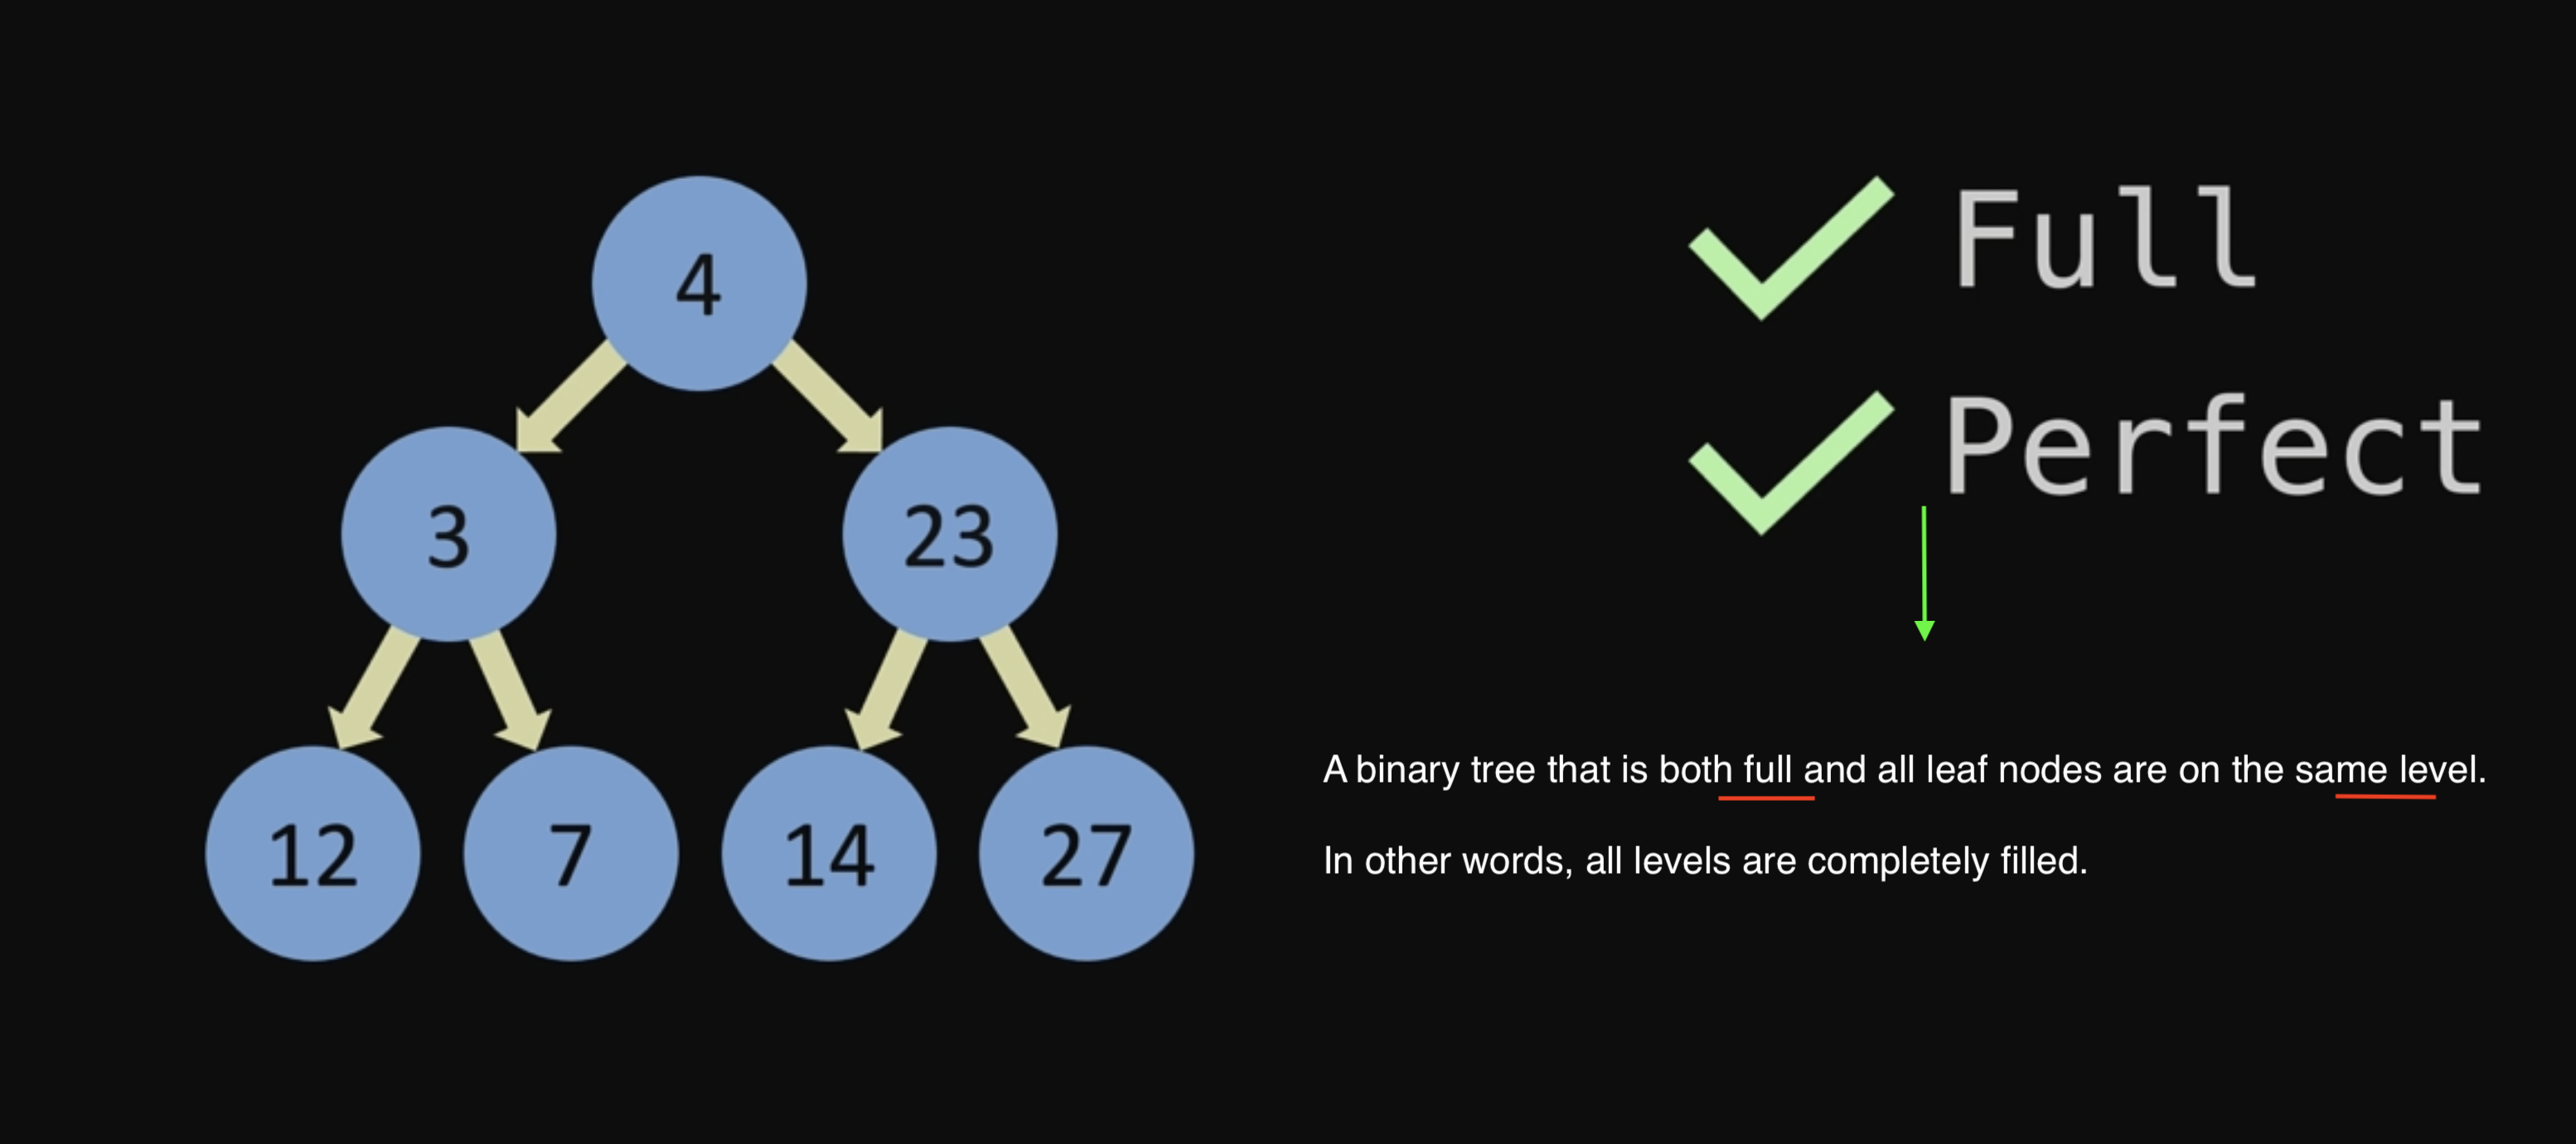 4
Full
3
23
Perfect
12
7
14
27
A binary tree that is both full and all leaf nodes are on the same level.
In other words, all levels are completely filled.